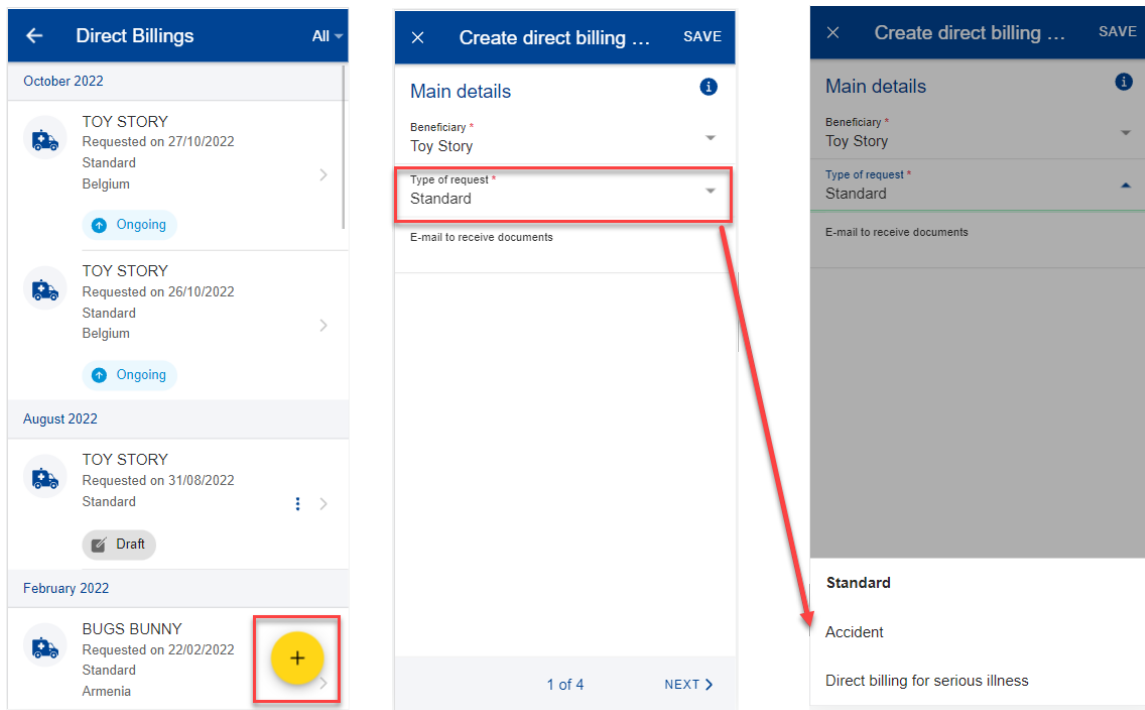 Direct Billings
All
October 2022
TOY STORY
Requested on 27/10/2022
Standard
Belgium
Ongoing
TOY STORY
Requested on 26/10/2022
Standard
Belgium
Ongoing
August 2022
TOY STORY
Requested on 31/08/2022
Standard
Draft
February 2022
BUGS BUNNY
Requested on 22/02/2022
Standard
Armenia
+
× Create direct billing ... SAVE
Main details
Beneficiary *
Toy Story
Type of request *
Standard
E-mail to receive documents
1 of 4 NEXT
× Create direct billing ... SAVE
Main details
Beneficiary *
Toy Story
Type of request *
Standard
E-mail to receive documents
Standard
Accident
Direct billing for serious illness